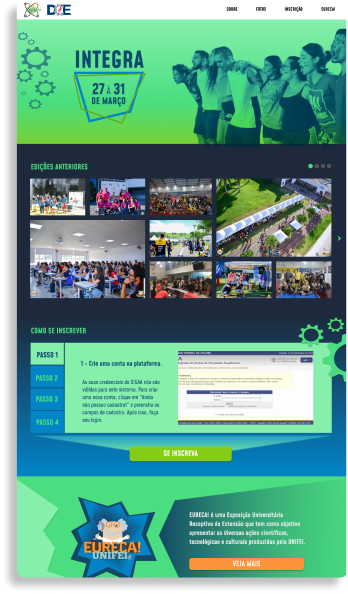 DCE
SOBRE FOTOS INSCRIÇÃO EURECA!
INTEGRA
27 À 31
DE MARÇO
EDIÇÕES ANTERIORES
COMO SE INSCREVER
PASSO 1
PASSO 2
PASSO 3
PASSO 4
1 - Crie uma conta na plataforma.
As suas credenciais do SIGAA não são
válidas para este sistema. Para criar
uma nova conta, clique em "Ainda
não possuo cadastro!" e preencha os
campos de cadastro. Após isso, faça
seu login.
SE INSCREVA
EURECA!
UNIFEI
EURECA! é uma Exposição Universitária
Receptiva de Extensão que tem como objetivo
apresentar as diversas ações científicas,
tecnológicas e culturais produzidas pela UNIFEI.
VEJA MAIS